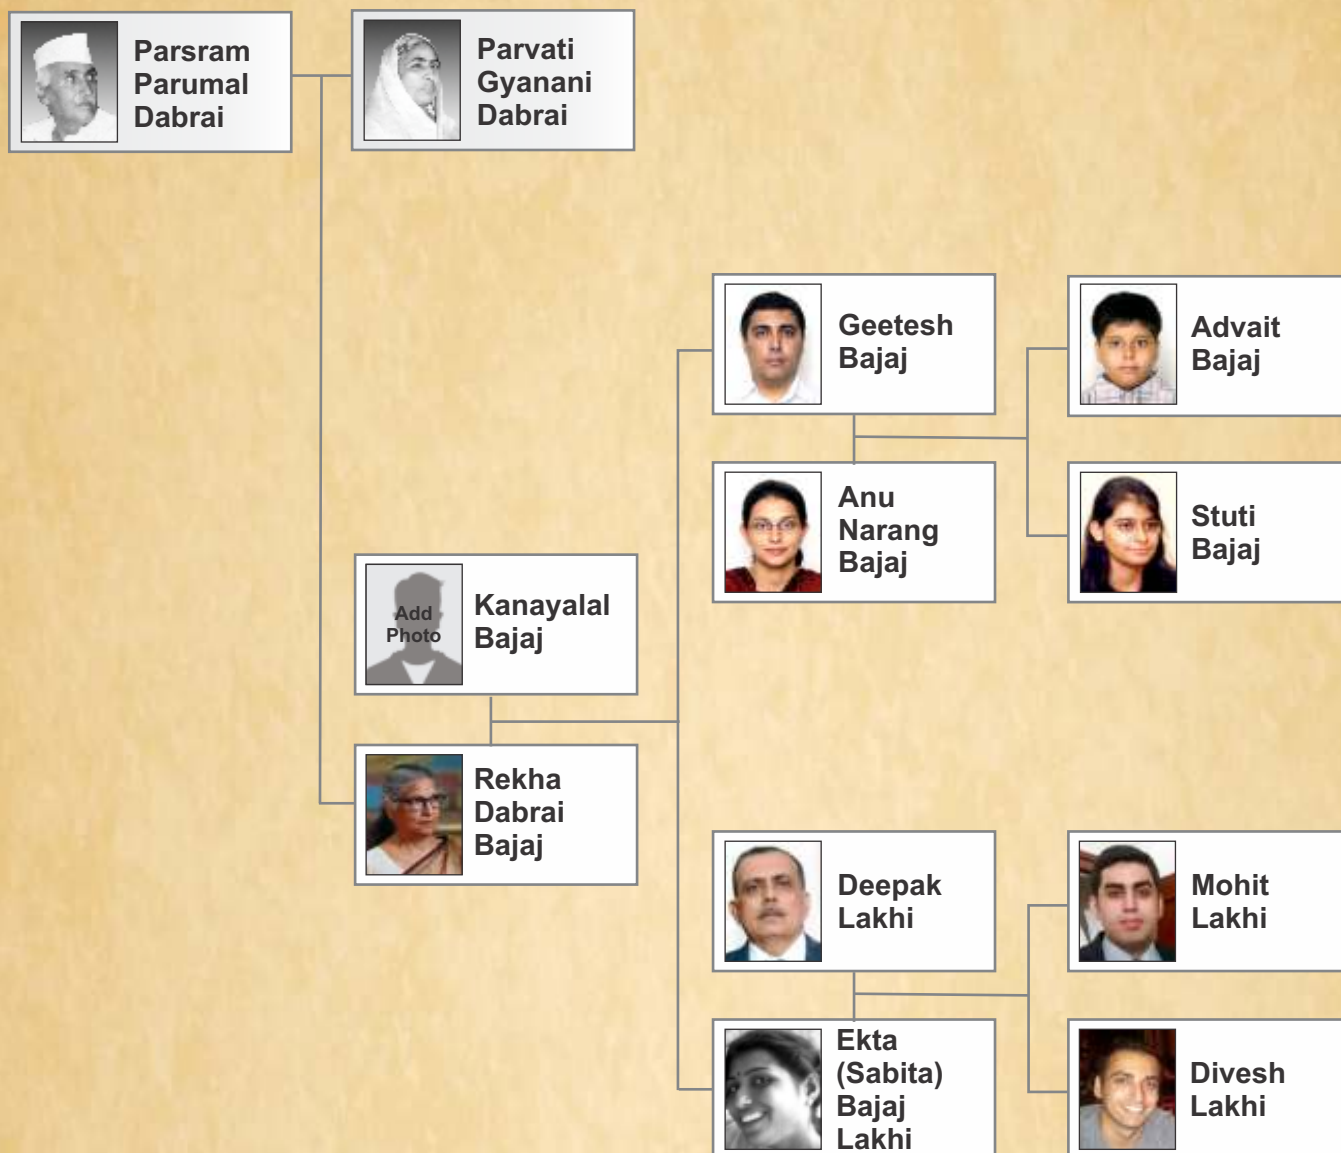 Parsram
Parumal
Dabrai
Parvati
Gyanani
Dabrai
Geetesh
Bajaj
Advait
Bajaj
Anu
Narang
Bajaj
Stuti
Bajaj
Add
Photo
Kanayalal
Bajaj
Rekha
Dabrai
Bajaj
Deepak
Lakhi
Mohit
Lakhi
Ekta
(Sabita)
Bajaj
Lakhi
Divesh
Lakhi